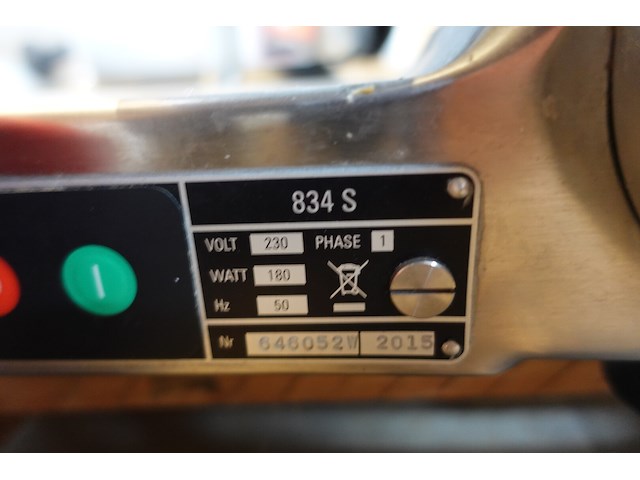 834 S
VOLT 230 PHASE 1
WATT 180
Hz 50
Nr 646052W 2015
I